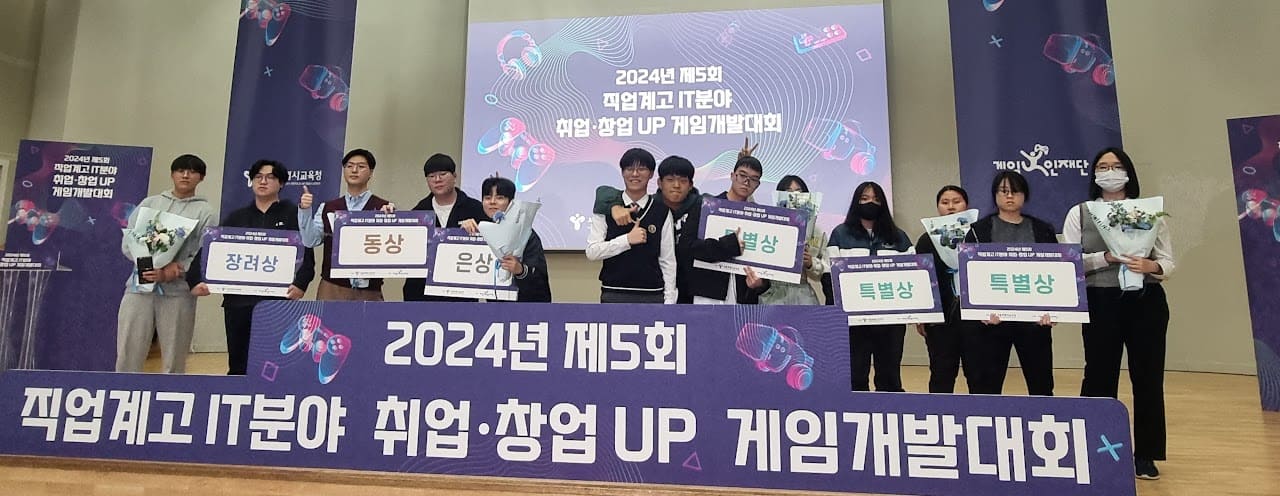 2024년 제5회
직업계고 IT분야
취업·창업 UP 게임개발대회
2024년 제5회
직업계고 IT분야
취업·창업 UP
게임개발대회
시교육청
게임인재단
장려상
동상
은상
별상
특별상
특별상
2024년 제5회
직업계고 IT분야 취업·창업 UP 게임개발대회